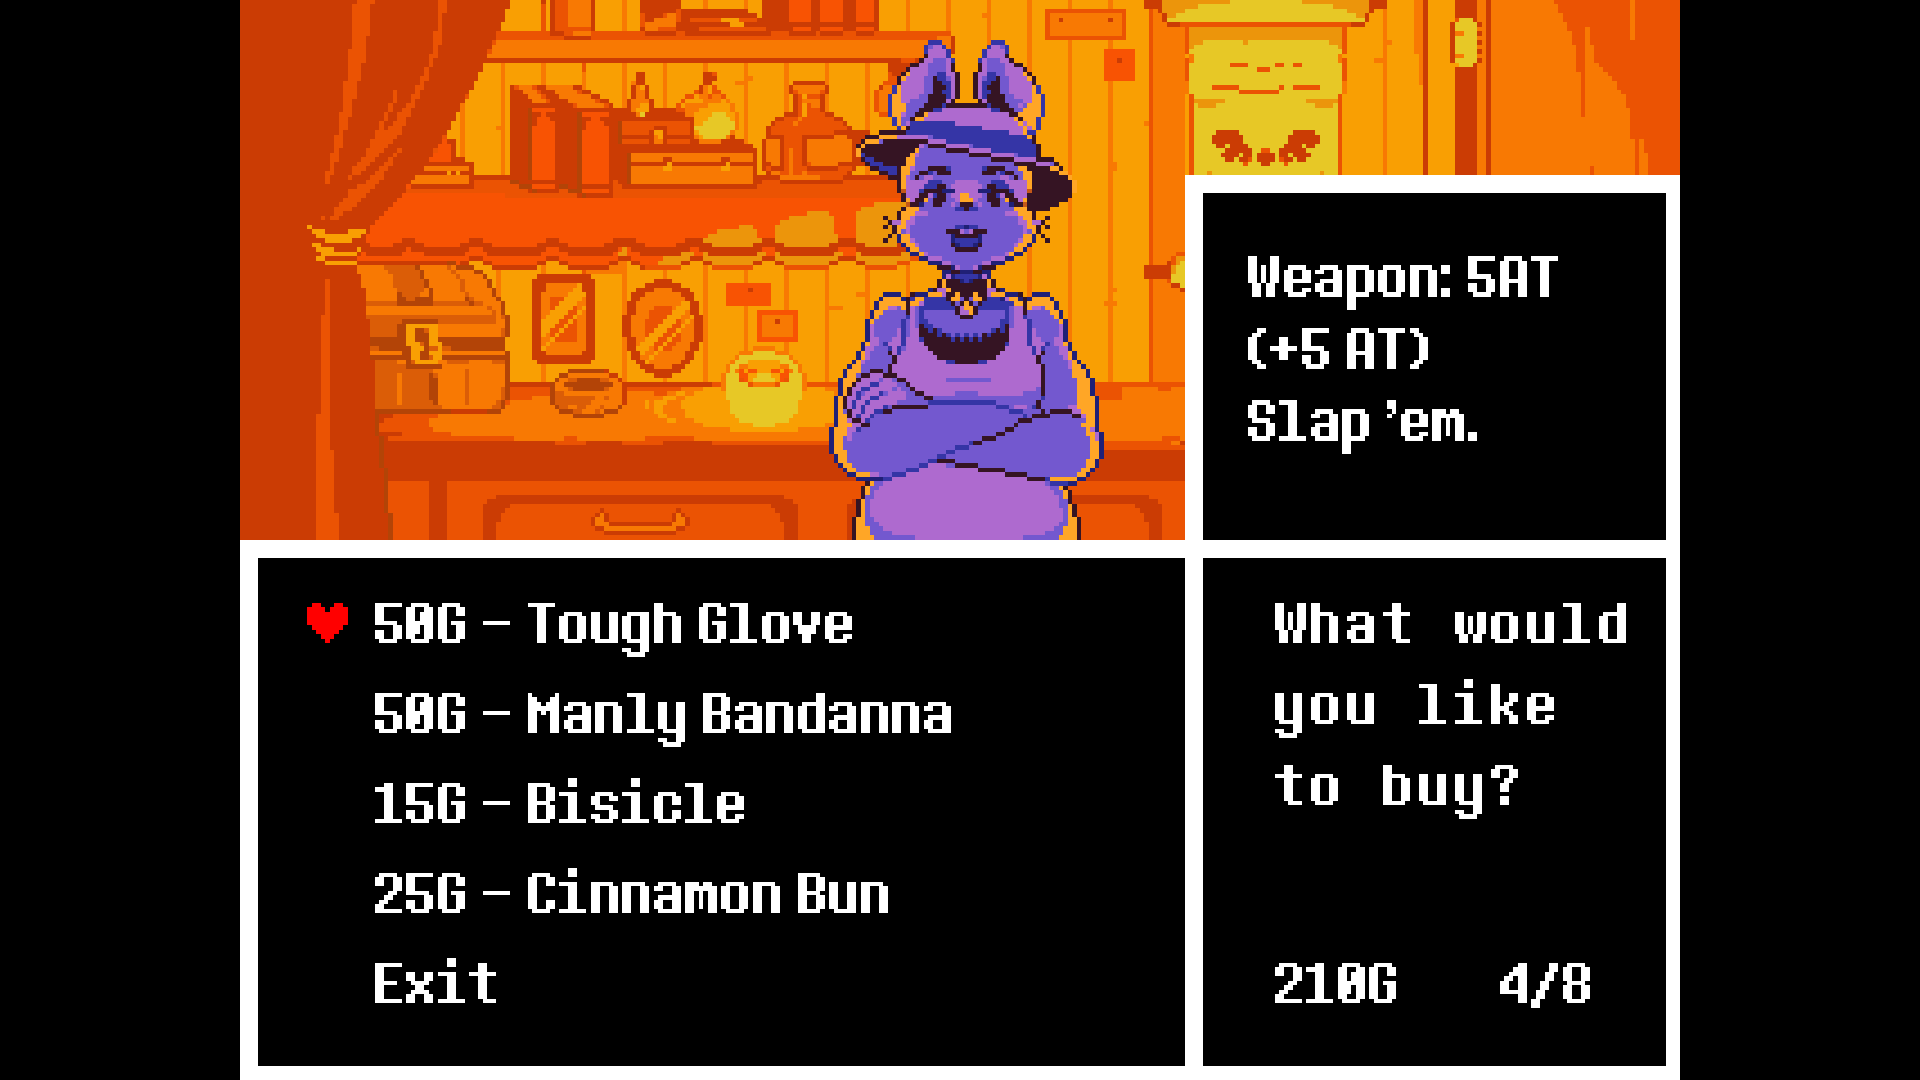 Weapon: 5AT
(+5 AT)
Slap 'em.
50G - Tough Glove
50G - Manly Bandanna
15G - Bisicle
25G - Cinnamon Bun
Exit
What would
you like
to buy?
210G 4/8